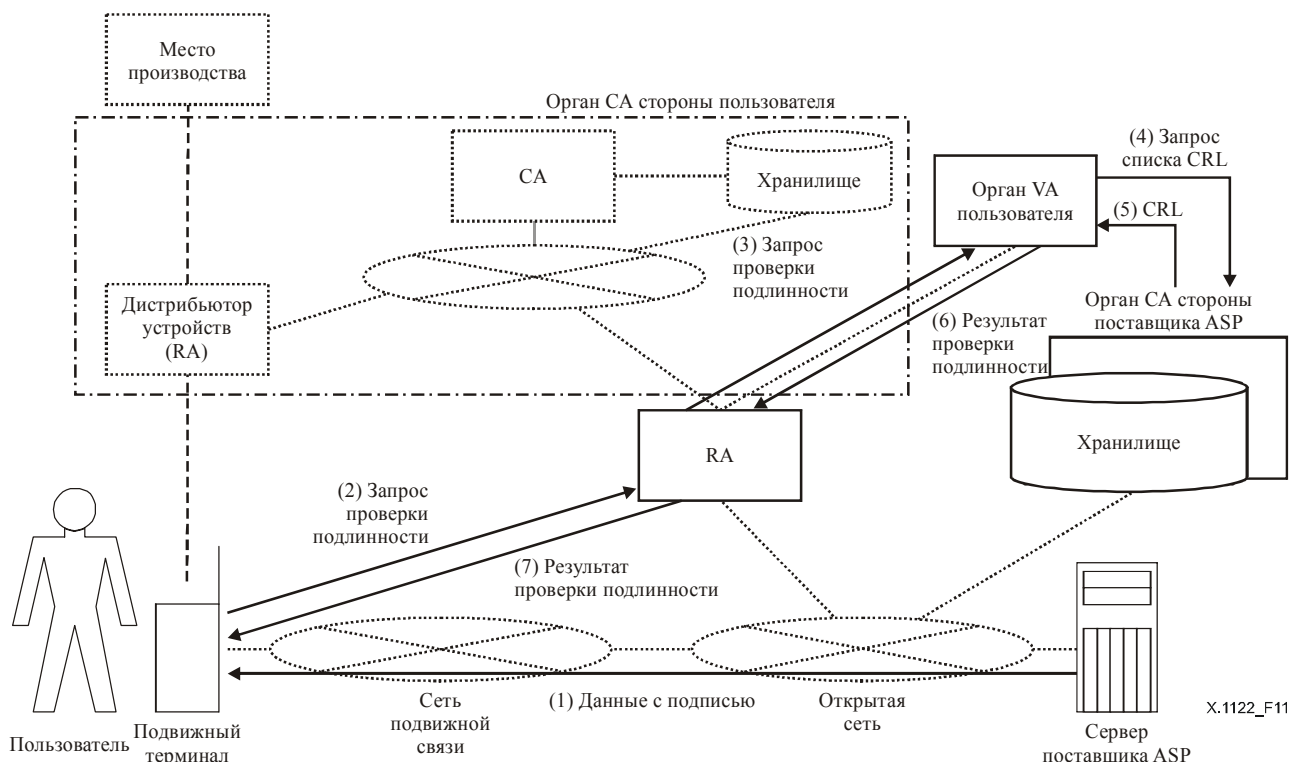 Место
производства
Орган CA стороны пользователя
CA
Хранилище
Дистрибьютор
устройств
(RA)
(3) Запрос
проверки
подлинности
Орган VA
пользователя
(4) Запрос
списка CRL
(5) CRL
Орган CA стороны
поставщика ASP
(6) Результат
проверки
подлинности
Хранилище
RA
(2) Запрос
проверки
подлинности
(7) Результат
проверки подлинности
(1) Данные с подписью
Сеть
подвижной
связи
Открытая
сеть
Пользователь
Подвижный
терминал
Сервер
поставщика ASP
X.1122_F11